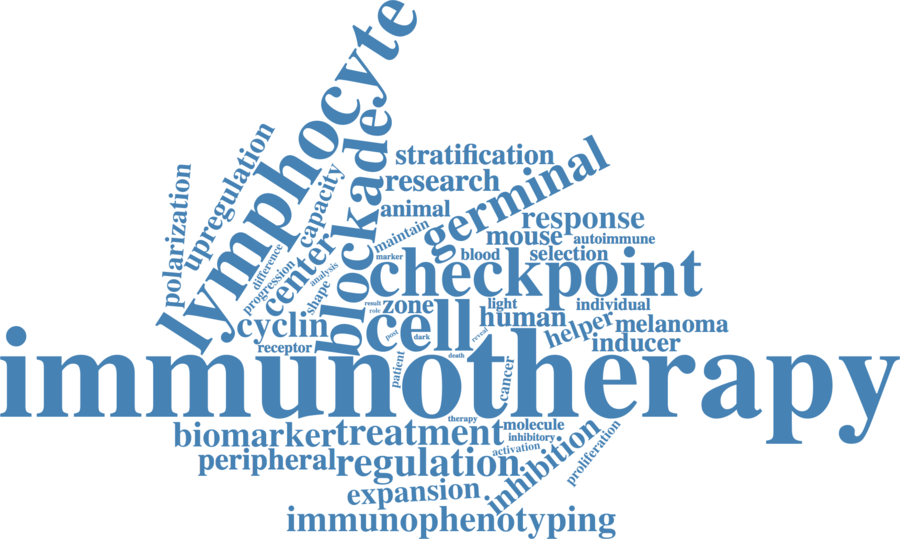 lymphocyte
blockade
stratification
germinal
research
upregulation
polarization
capacity
animal
response
maintain
mouse
autoimmune
center
difference
progression
marker
blood
selection
checkpoint
analysis
shape
result
role
zone
light
individual
cyclin
cell
human
helper
melanoma
post
dark
reveal
inducer
receptor
death
immunotherapy
patient
cancer
therapy
biomarker
treatment
molecule
inhibitory
activation
inhibition
proliferation
peripheral
regulation
expansion
immunophenotyping